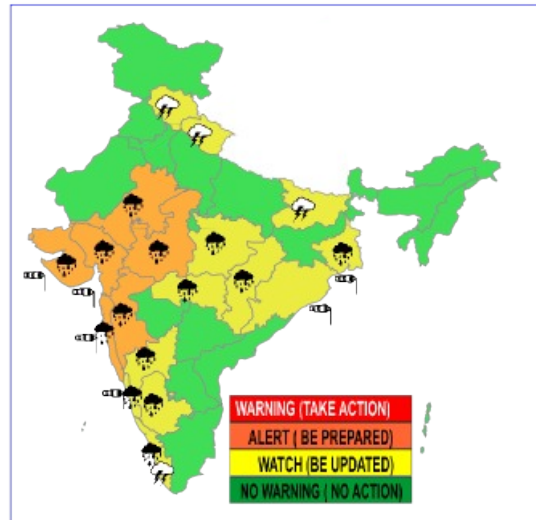 WARNING (TAKE ACTION)
ALERT ( BE PREPARED)
WATCH (BE UPDATED)
NO WARNING ( NO ACTION)